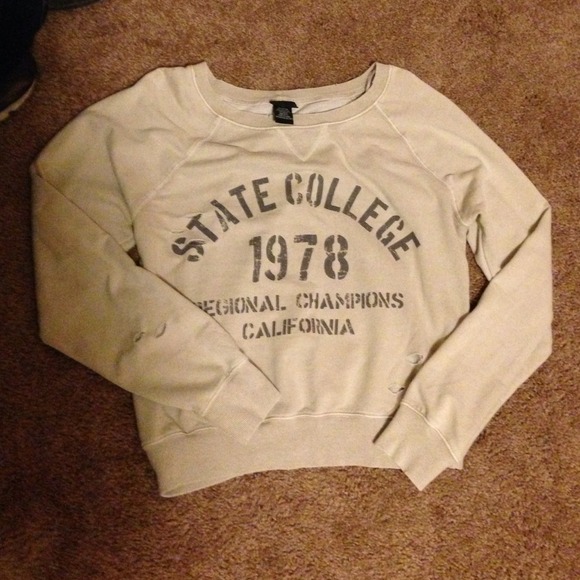 STATE COLLEGE
1978
REGIONAL CHAMPIONS
CALIFORNIA